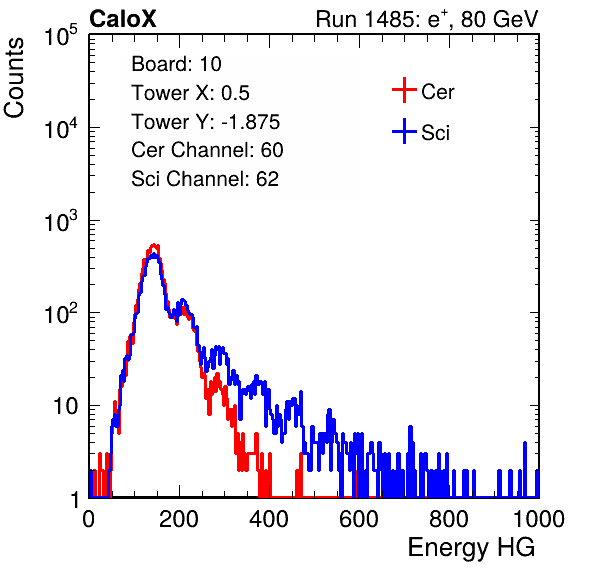 CaloX Run 1485: e⁺, 80 GeV
Counts
Board: 10
Tower X: 0.5
Tower Y: -1.875
Cer Channel: 60
Sci Channel: 62
Cer
Sci
10⁵
10⁴
10³
10²
10
1
0 200 400 600 800 1000
Energy HG